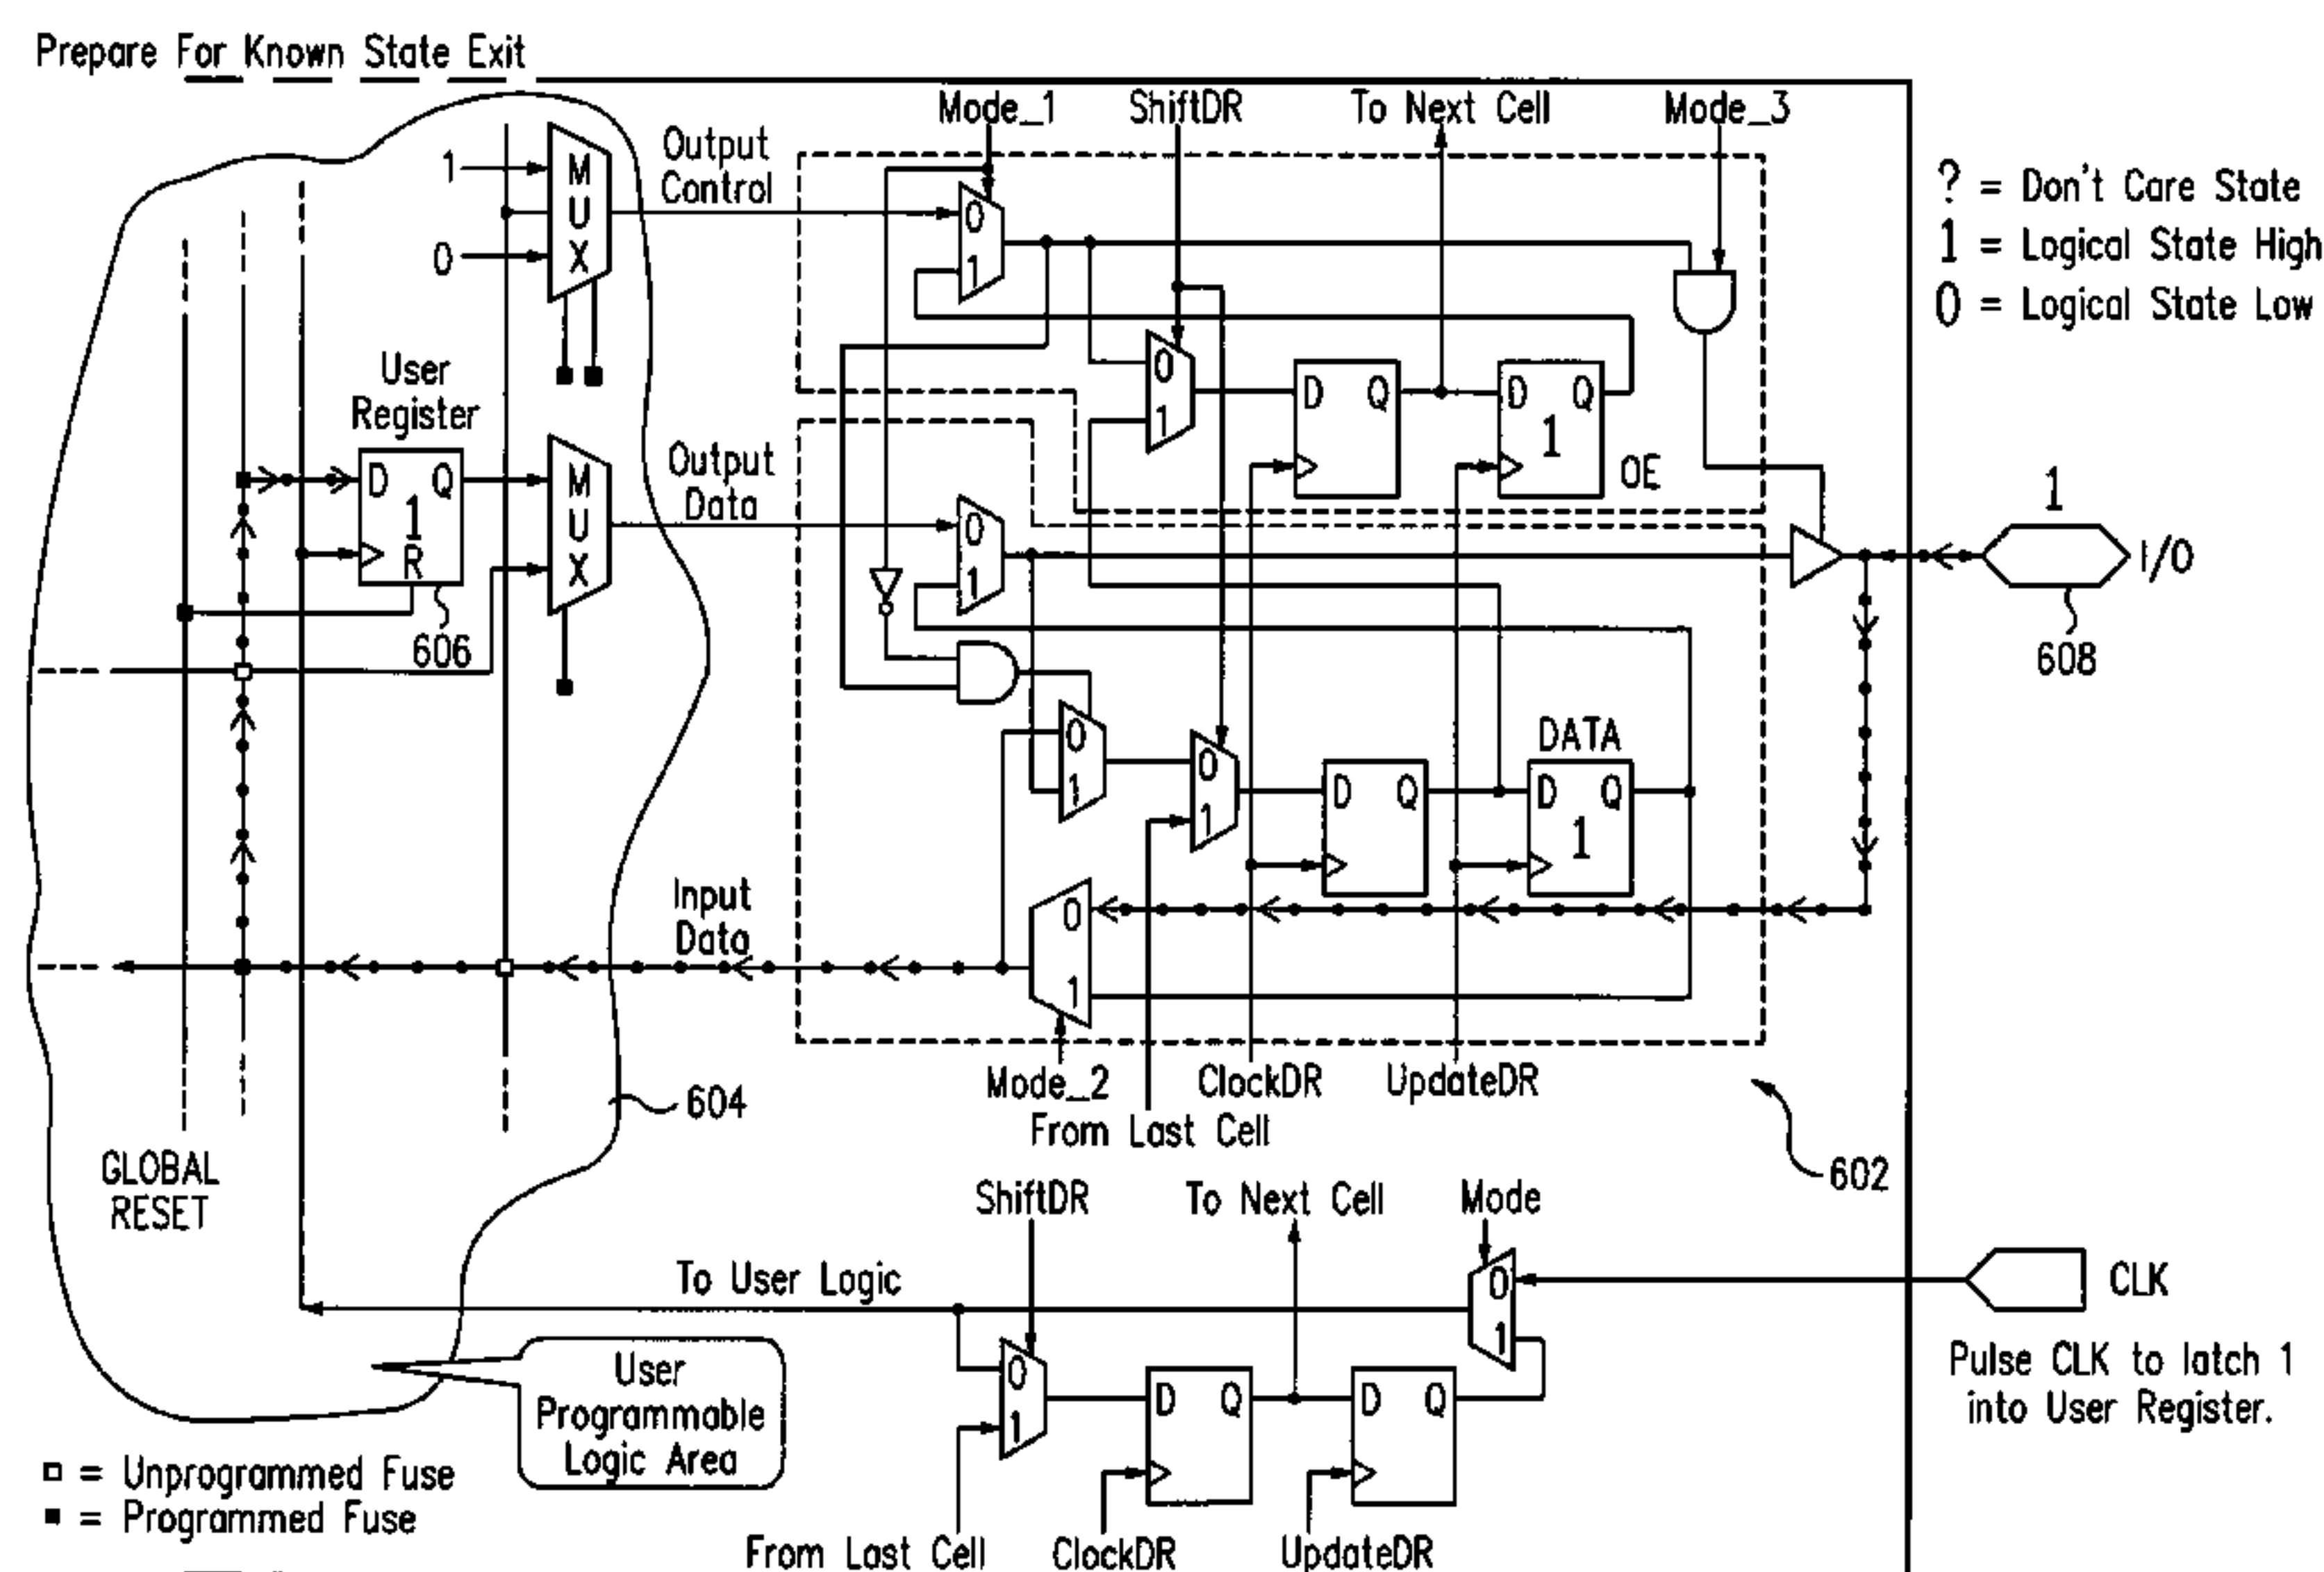 Prepare For Known State Exit
Mode_1
ShiftDR
To Next Cell
Mode_3
? = Don't Care State
1 = Logical State High
0 = Logical State Low
1
0
M
U
X
Output
Control
0
1
0
1
D Q
D Q
1
OE
User
Register
D Q
1
R
606
M
U
X
Output
Data
0
1
1
I/O
608
0
1
0
1
D Q
DATA
D Q
1
Input
Data
0
1
Mode_2
ClockDR
UpdateDR
From Last Cell
602
604
GLOBAL
RESET
ShiftDR
To Next Cell
Mode
To User Logic
0
1
CLK
Pulse CLK to latch 1
into User Register.
0
1
D Q
D Q
User
Programmable
Logic Area
□ = Unprogrammed Fuse
■ = Programmed Fuse
From Last Cell
ClockDR
UpdateDR